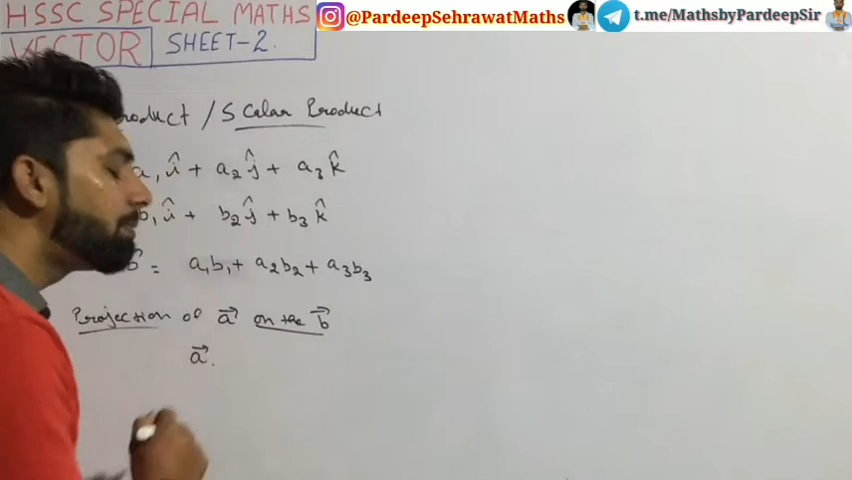 HSSC SPECIAL MATHS
@PardeepSehrawatMaths
t.me/MathsbyPardeepSir
VECTOR SHEET-2.
roduct / Scalar Product
a₁î + a₂ĵ + a₃k̂
b₁î + b₂ĵ + b₃k̂
= a₁b₁ + a₂b₂ + a₃b₃
Projection of a⃗ on the b⃗
a⃗.